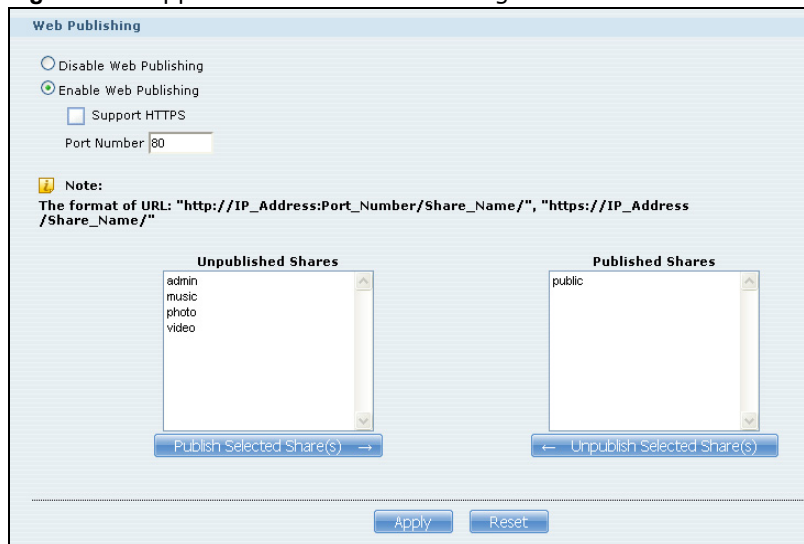 Web Publishing
Disable Web Publishing
Enable Web Publishing
Support HTTPS
Port Number 80
Note:
The format of URL: "http://IP_Address:Port_Number/Share_Name/", "https://IP_Address
/Share_Name/"
Unpublished Shares
admin
music
photo
video
Publish Selected Share(s) →
Published Shares
public
← Unpublish Selected Share(s)
Apply
Reset